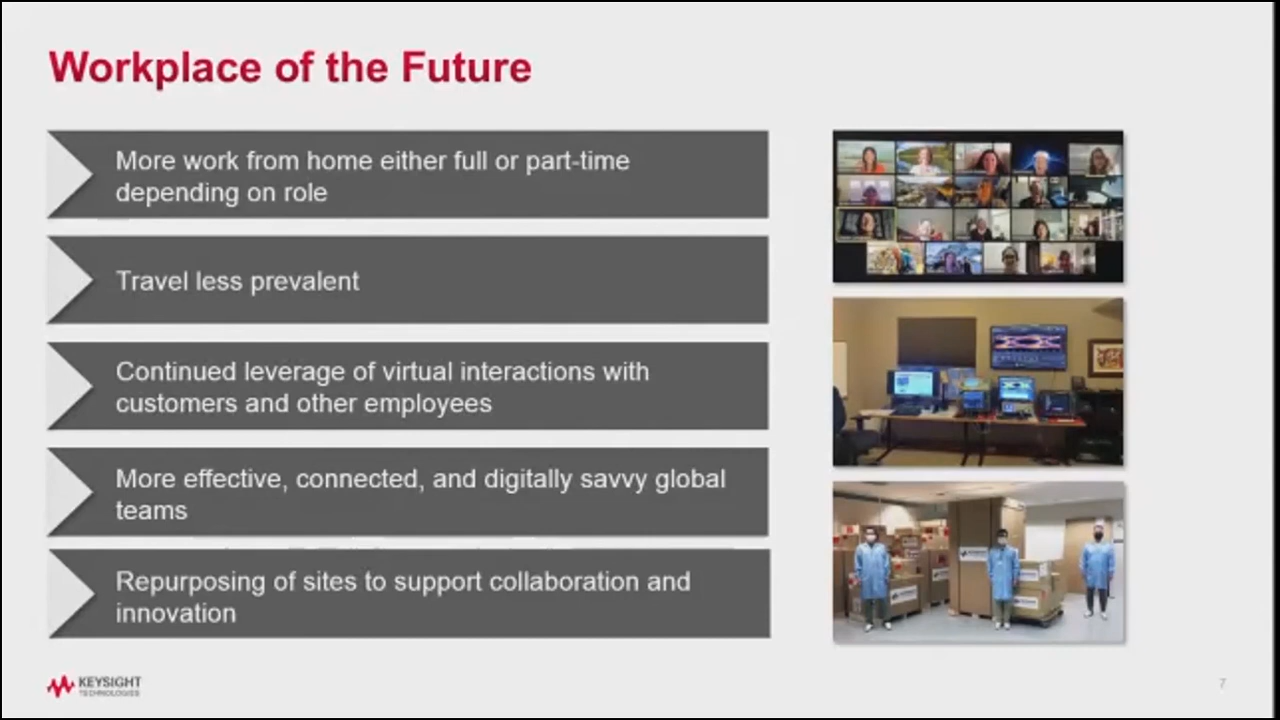 Workplace of the Future
More work from home either full or part-time
depending on role
Travel less prevalent
Continued leverage of virtual interactions with
customers and other employees
More effective, connected, and digitally savvy global
teams
Repurposing of sites to support collaboration and
innovation
KEYSIGHT
TECHNOLOGIES
7